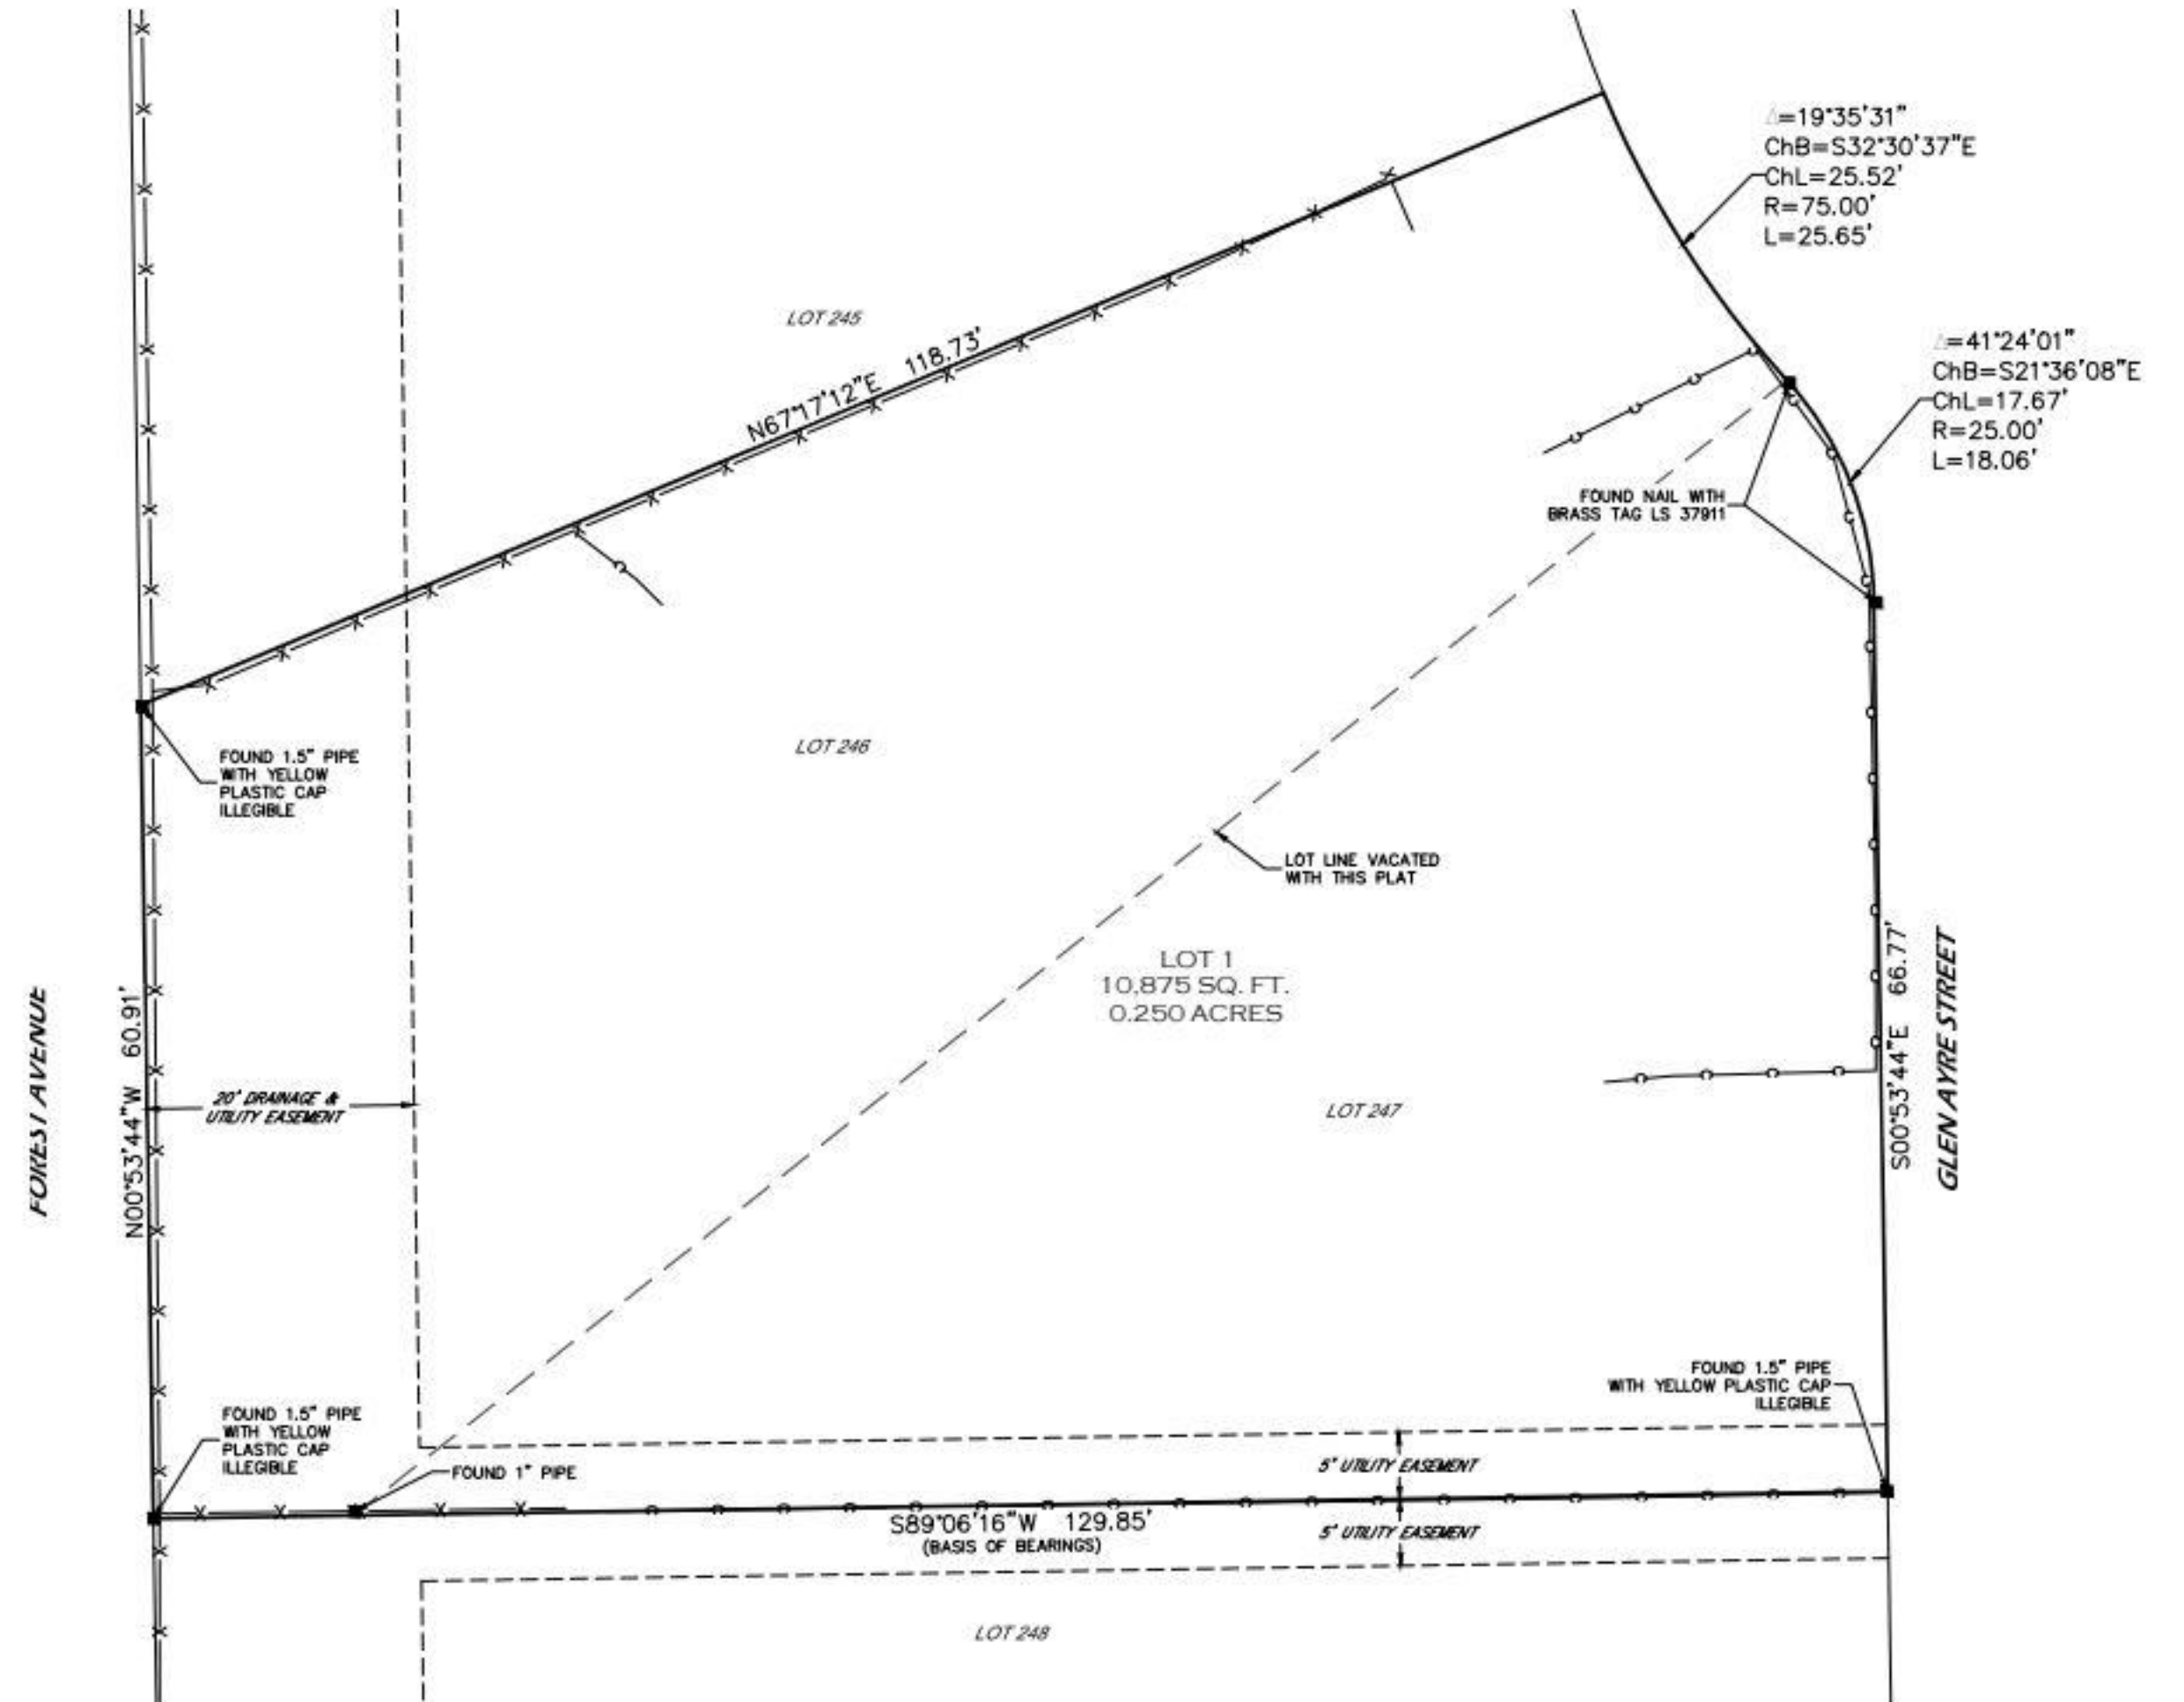 Δ=19°35'31"
ChB=S32°30'37"E
ChL=25.52'
R=75.00'
L=25.65'
LOT 245
N67°17'12"E 118.73'
Δ=41°24'01"
ChB=S21°36'08"E
ChL=17.67'
R=25.00'
L=18.06'
FOUND NAIL WITH
BRASS TAG LS 37911
LOT 246
FOUND 1.5" PIPE
WITH YELLOW
PLASTIC CAP
ILLEGIBLE
LOT LINE VACATED
WITH THIS PLAT
LOT 1
10,875 SQ. FT.
0.250 ACRES
FOREST AVENUE
N00°53'44"W 60.91'
20' DRAINAGE &
UTILITY EASEMENT
LOT 247
S00°53'44"E 66.77'
GLEN AYRE STREET
FOUND 1.5" PIPE
WITH YELLOW PLASTIC CAP
ILLEGIBLE
FOUND 1.5" PIPE
WITH YELLOW
PLASTIC CAP
ILLEGIBLE
FOUND 1" PIPE
5' UTILITY EASEMENT
S89°06'16"W 129.85'
(BASIS OF BEARINGS)
5' UTILITY EASEMENT
LOT 248